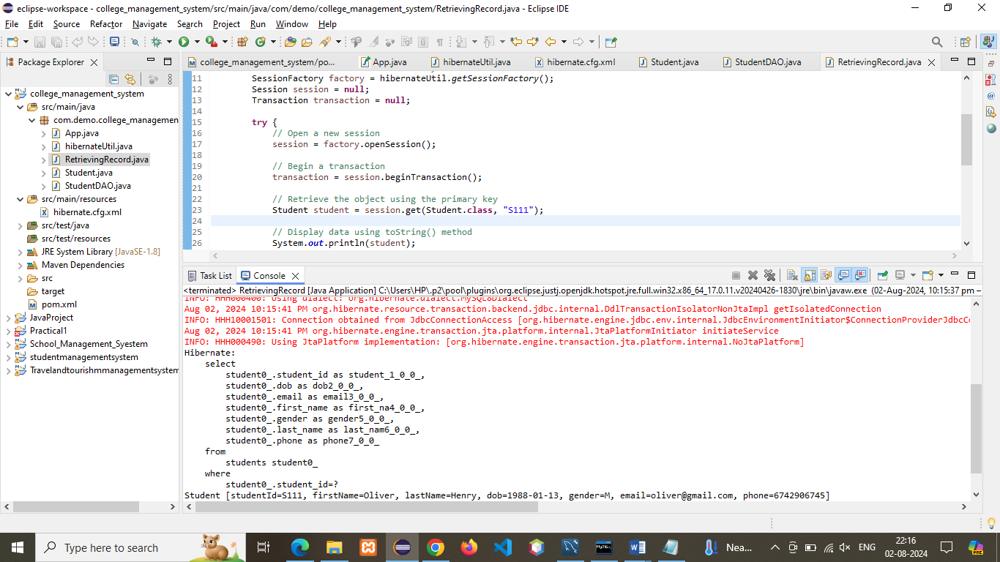 eclipse-workspace - college_management_system/src/main/java/com/demo/college_management_system/RetrievingRecord.java - Eclipse IDE
File Edit Source Refactor Navigate Search Project Run Window Help
Package Explorer
college_management_system/po...
App.java
hibernateUtil.java
hibernate.cfg.xml
Student.java
StudentDAO.java
RetrievingRecord.java
college_management_system
src/main/java
com.demo.college_managemen
App.java
hibernateUtil.java
RetrievingRecord.java
Student.java
StudentDAO.java
src/main/resources
hibernate.cfg.xml
src/test/java
src/test/resources
JRE System Library [JavaSE-1.8]
Maven Dependencies
src
target
pom.xml
JavaProject
Practical1
School_Management_Syestem
studentmanagementsystem
Travelandtourishmmanagementsystem
11 SessionFactory factory = hibernateUtil.getSessionFactory();
12 Session session = null;
13 Transaction transaction = null;
14
15 try {
16 // Open a new session
17 session = factory.openSession();
18
19 // Begin a transaction
20 transaction = session.beginTransaction();
21
22 // Retrieve the object using the primary key
23 Student student = session.get(Student.class, "S111");
24
25 // Display data using toString() method
26 System.out.println(student);
Task List
Console
<terminated> RetrievingRecord [Java Application] C:\Users\HP\.p2\pool\plugins\org.eclipse.justj.openjdk.hotspot.jre.full.win32.x86_64_17.0.11.v20240426-1830\jre\bin\javaw.exe (02-Aug-2024, 10:15:37 pm –
INFO: HHH000400: Using dialect: org.hibernate.dialect.MySQL8Dialect
Aug 02, 2024 10:15:41 PM org.hibernate.resource.transaction.backend.jdbc.internal.DdlTransactionIsolatorNonJtaImpl getIsolatedConnection
INFO: HHH10001501: Connection obtained from JdbcConnectionAccess [org.hibernate.engine.jdbc.env.internal.JdbcEnvironmentInitiator$ConnectionProviderJdbcCo
Aug 02, 2024 10:15:41 PM org.hibernate.engine.transaction.jta.platform.internal.JtaPlatformInitiator initiateService
INFO: HHH000490: Using JtaPlatform implementation: [org.hibernate.engine.transaction.jta.platform.internal.NoJtaPlatform]
Hibernate:
select
student0_.student_id as student_1_0_0_,
student0_.dob as dob2_0_0_,
student0_.email as email3_0_0_,
student0_.first_name as first_na4_0_0_,
student0_.gender as gender5_0_0_,
student0_.last_name as last_nam6_0_0_,
student0_.phone as phone7_0_0_
from
students student0_
where
student0_.student_id=?
Student [studentId=S111, firstName=Oliver, lastName=Henry, dob=1988-01-13, gender=M, email=oliver@gmail.com, phone=6742906745]
Type here to search
Nea...
ENG
22:16
02-08-2024